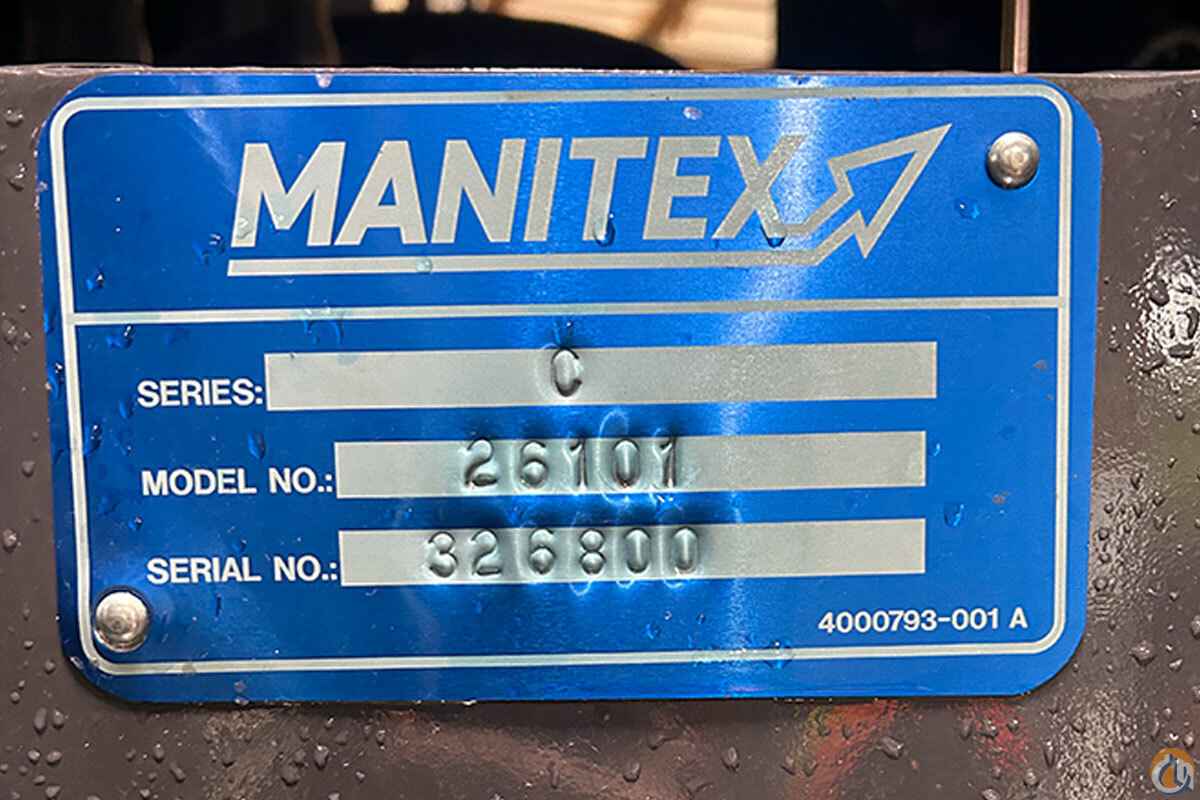 MANITEX
SERIES: C
MODEL NO.: 26101
SERIAL NO.: 326800
4000793-001 A